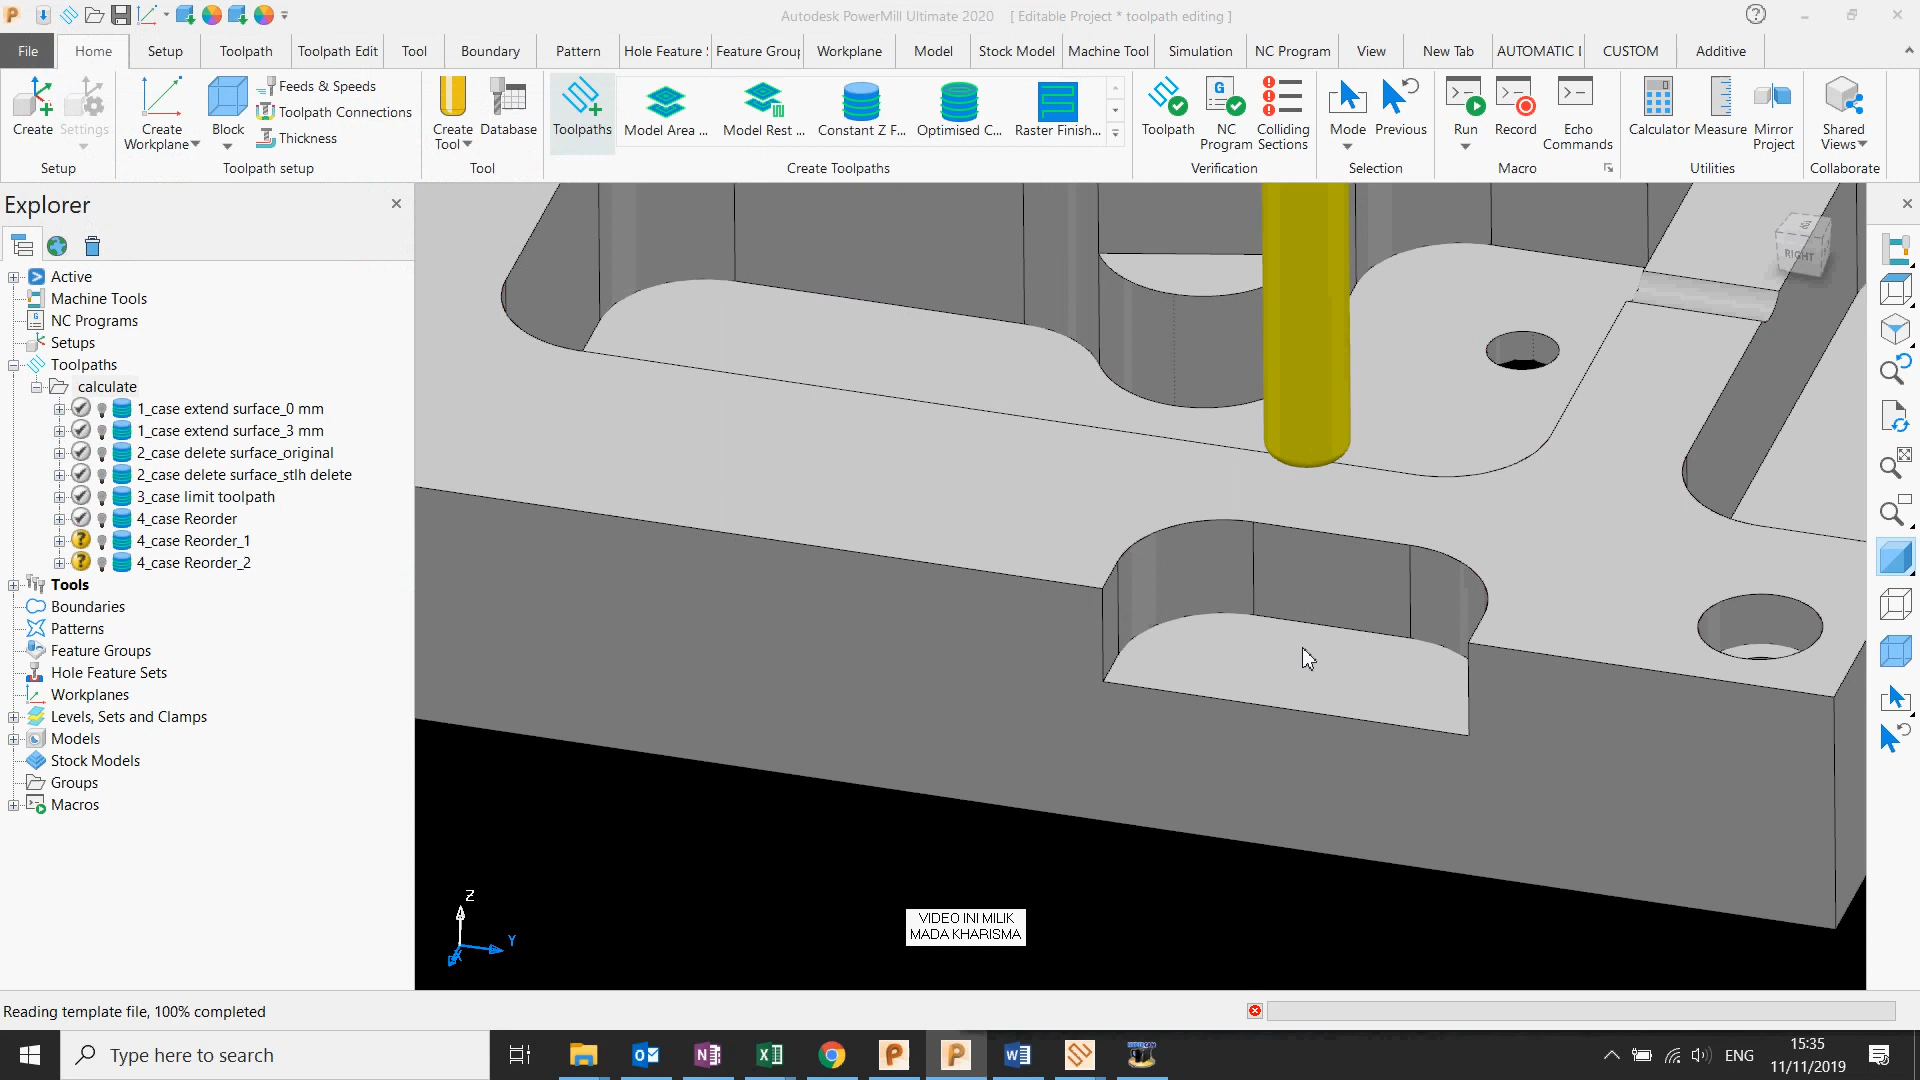 Autodesk PowerMill Ultimate 2020 [ Editable Project * toolpath editing ]
File Home Setup Toolpath Toolpath Edit Tool Boundary Pattern Hole Feature Feature Group Workplane Model Stock Model Machine Tool Simulation NC Program View New Tab AUTOMATIC CUSTOM Additive
Create
Settings
Setup
Create
Workplane
Block
Feeds & Speeds
Toolpath Connections
Thickness
Toolpath setup
Create
Tool
Database
Tool
Toolpaths
Model Area ...
Model Rest ...
Constant Z F...
Optimised C...
Raster Finish...
Create Toolpaths
Toolpath
NC
Program
Colliding
Sections
Verification
Mode
Previous
Selection
Run
Record
Echo
Commands
Macro
Calculator
Measure
Mirror
Project
Utilities
Shared
Views
Collaborate
Explorer
Active
Machine Tools
NC Programs
Setups
Toolpaths
calculate
1_case extend surface_0 mm
1_case extend surface_3 mm
2_case delete surface_original
2_case delete surface_stlh delete
3_case limit toolpath
4_case Reorder
4_case Reorder_1
4_case Reorder_2
Tools
Boundaries
Patterns
Feature Groups
Hole Feature Sets
Workplanes
Levels, Sets and Clamps
Models
Stock Models
Groups
Macros
RIGHT
Z
Y
X
VIDEO INI MILIK
MADA KHARISMA
Reading template file, 100% completed
Type here to search
ENG
15:35
11/11/2019